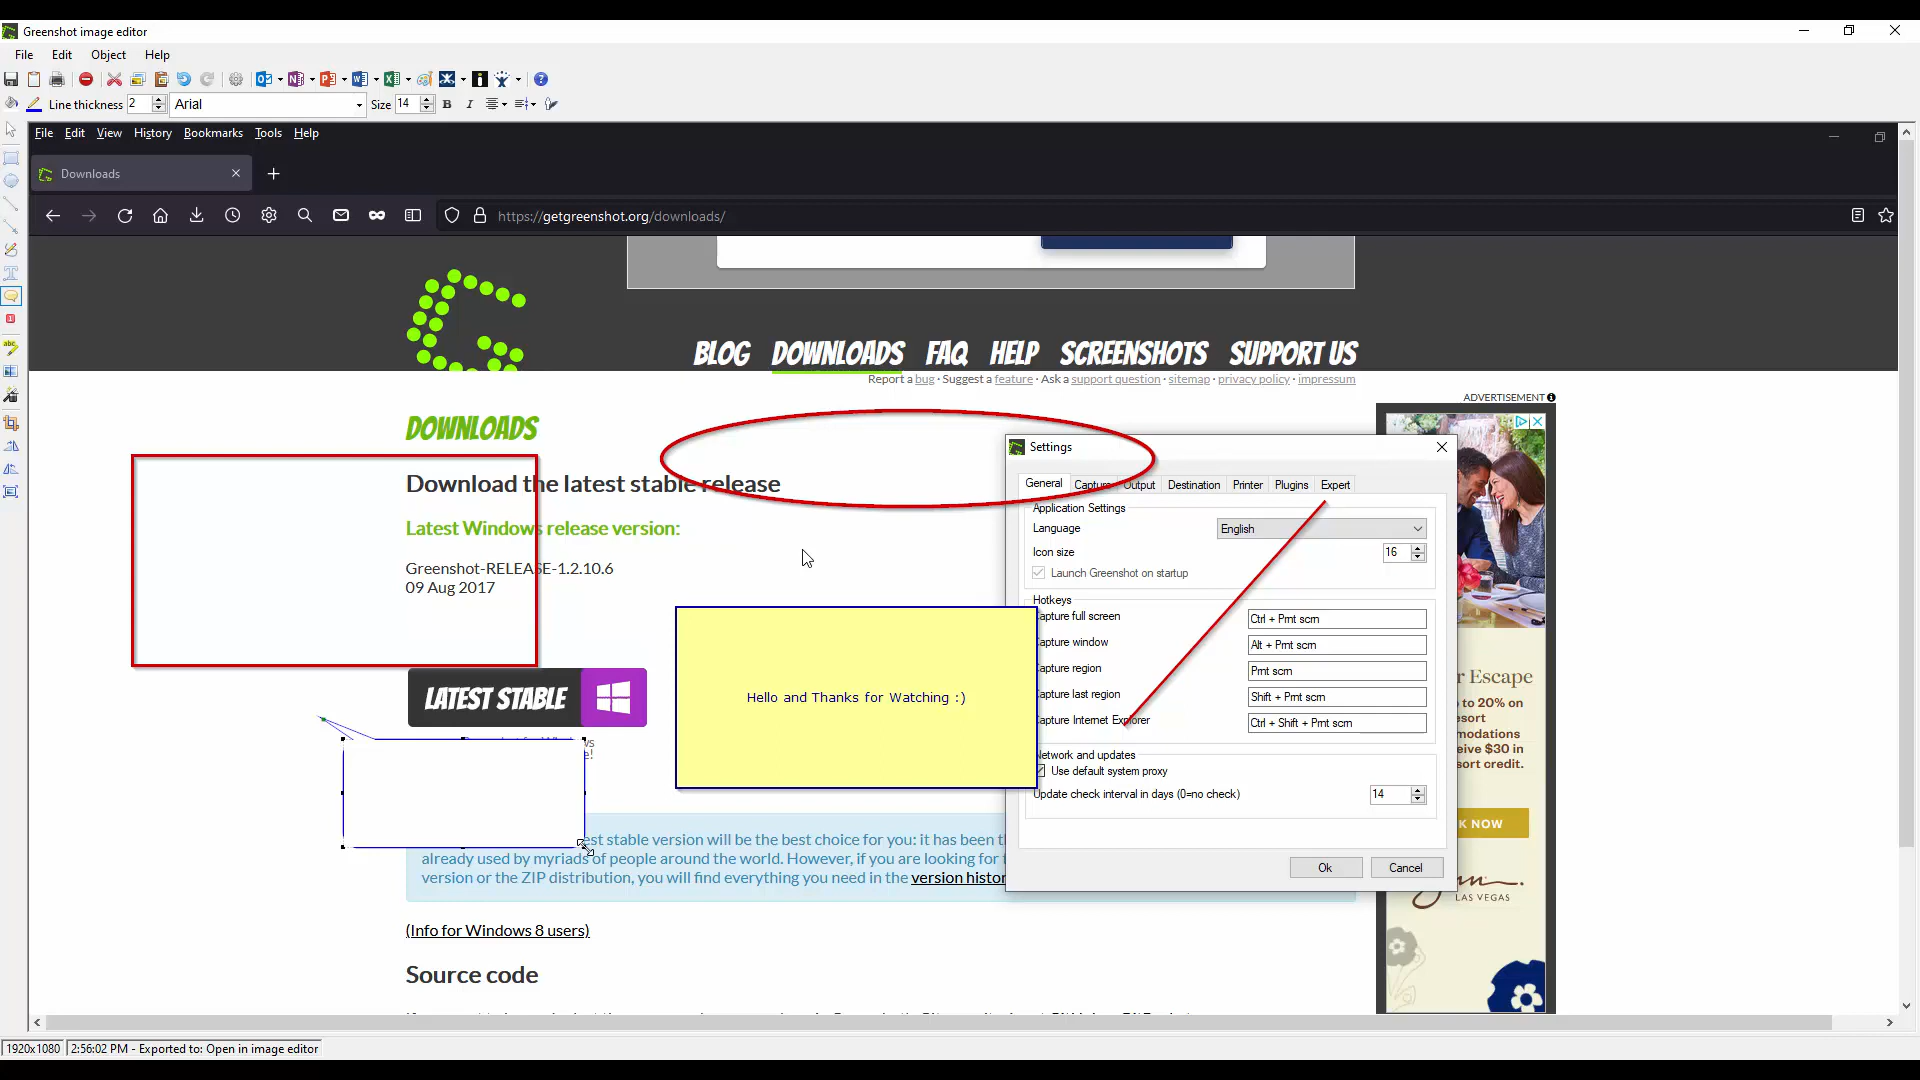 Greenshot image editor
File Edit Object Help
Line thickness 2 Arial Size 14 B I
File Edit View History Bookmarks Tools Help
Downloads
https://getgreenshot.org/downloads/
BLOG DOWNLOADS FAQ HELP SCREENSHOTS SUPPORT US
Report a bug · Suggest a feature · Ask a support question · sitemap · privacy policy · impressum
ADVERTISEMENT
DOWNLOADS
Download the latest stable release
Latest Windows release version:
Greenshot-RELEASE-1.2.10.6
09 Aug 2017
LATEST STABLE
Hello and Thanks for Watching :)
Settings
General Capture Output Destination Printer Plugins Expert
Application Settings
Language English
Icon size 16
Launch Greenshot on startup
Hotkeys
Capture full screen Ctrl + Prnt scrn
Capture window Alt + Prnt scrn
Capture region Prnt scrn
Capture last region Shift + Prnt scrn
Capture Internet Explorer Ctrl + Shift + Prnt scrn
Network and updates
Use default system proxy
Update check interval in days (0=no check) 14
Ok Cancel
r Escape
to 20% on
esort
modations
eive $30 in
sort credit.
K NOW
LAS VEGAS
est stable version will be the best choice for you: it has been
already used by myriads of people around the world. However, if you are looking for
version or the ZIP distribution, you will find everything you need in the version histor
(Info for Windows 8 users)
Source code
1920x1080 2:56:02 PM - Exported to: Open in image editor